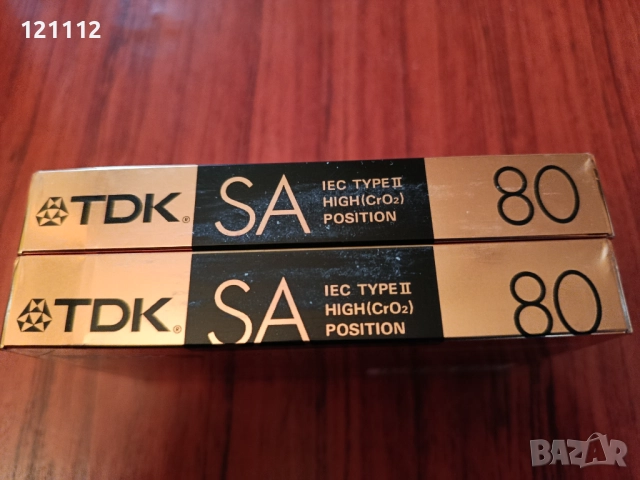 121112
TDK®
SA
IEC TYPE II
HIGH(CrO₂)
POSITION
80
TDK®
SA
IEC TYPE II
HIGH(CrO₂)
POSITION
80
BAZAR